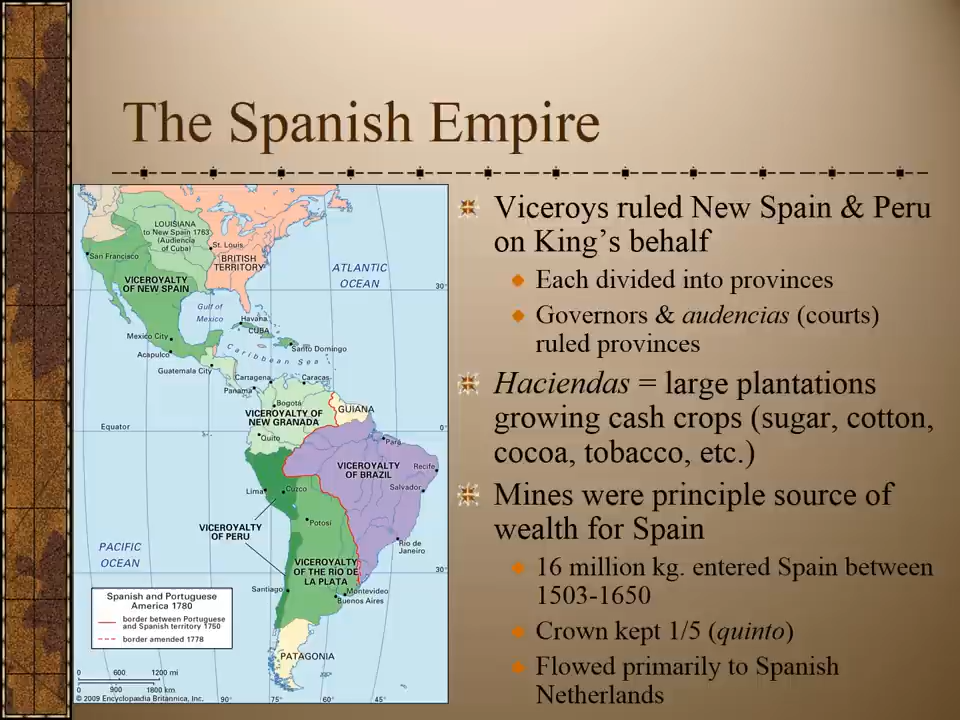 The Spanish Empire
LOUISIANA
to New Spain 1763
(Audiencia
of Cuba)
St. Louis
BRITISH
TERRITORY
San Francisco
VICEROYALTY
OF NEW SPAIN
ATLANTIC
OCEAN
30°
Gulf of
Mexico
Havana
CUBA
Mexico City
Acapulco
Santo Domingo
Caribbean Sea
Guatemala City
Cartagena
Caracas
Panama
Bogotá
GUIANA
VICEROYALTY OF
NEW GRANADA
Equator
0°
Quito
Pará
VICEROYALTY
OF BRAZIL
Recife
Lima
Cuzco
Salvador
Potosí
VICEROYALTY
OF PERU
Rio de
Janeiro
PACIFIC
OCEAN
VICEROYALTY
OF THE RÍO DE
LA PLATA
30°
Santiago
Montevideo
Buenos Aires
Spanish and Portuguese
America 1780
border between Portuguese
and Spanish territory 1750
border amended 1778
PATAGONIA
0 600 1200 mi
0 900 1800 km
© 2009 Encyclopædia Britannica, Inc.
90° 75° 60° 45°
Viceroys ruled New Spain & Peru
on King’s behalf
Each divided into provinces
Governors & audencias (courts)
ruled provinces
Haciendas = large plantations
growing cash crops (sugar, cotton,
cocoa, tobacco, etc.)
Mines were principle source of
wealth for Spain
16 million kg. entered Spain between
1503-1650
Crown kept 1/5 (quinto)
Flowed primarily to Spanish
Netherlands